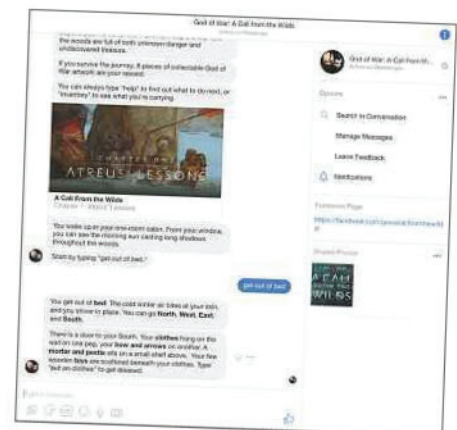 God of War: A Call from the Wilds
the woods are full of both unknown danger and
undiscovered treasure.
If you survive the journey, 8 pieces of collectable God of
War artwork are your reward.
You can always type "help" to find out what to do next, or
"inventory" to see what you're carrying.
CHAPTER ONE
ATREUS' LESSONS
A Call From the Wilds
Chapter 1: Atreus' Lessons
You wake up in your one-room cabin. From your window,
you can see the morning sun casting long shadows
throughout the woods.
Start by typing "get out of bed."
get out of bed
You get out of bed. The cold winter air bites at your skin,
and you shiver in place. You can go North, West, East,
and South.
There is a door to your South. Your clothes hang on the
wall on one peg, your bow and arrows on another. A
mortar and pestle sits on a small shelf above. Your few
wooden toys are scattered beneath your clothes. Type
"put on clothes" to get dressed.
God of War: A Call from th...
Options
Search in Conversation
Manage Messages
Leave Feedback
Notifications
Facebook Page
Shared Photos
A CALL
FROM THE
WILDS